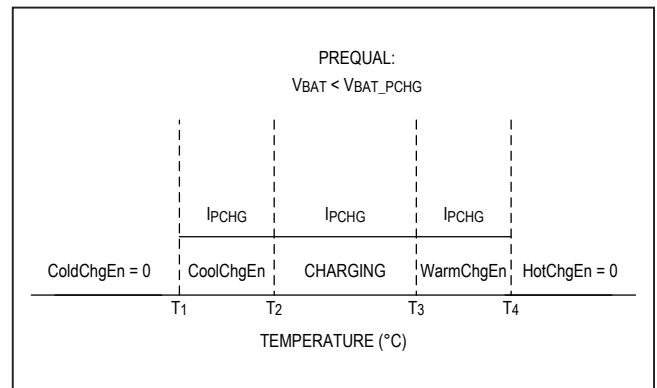 PREQUAL:
VBAT < VBAT_PCHG
IPCHG IPCHG IPCHG
ColdChgEn = 0 CoolChgEn CHARGING WarmChgEn HotChgEn = 0
T1 T2 T3 T4
TEMPERATURE (°C)